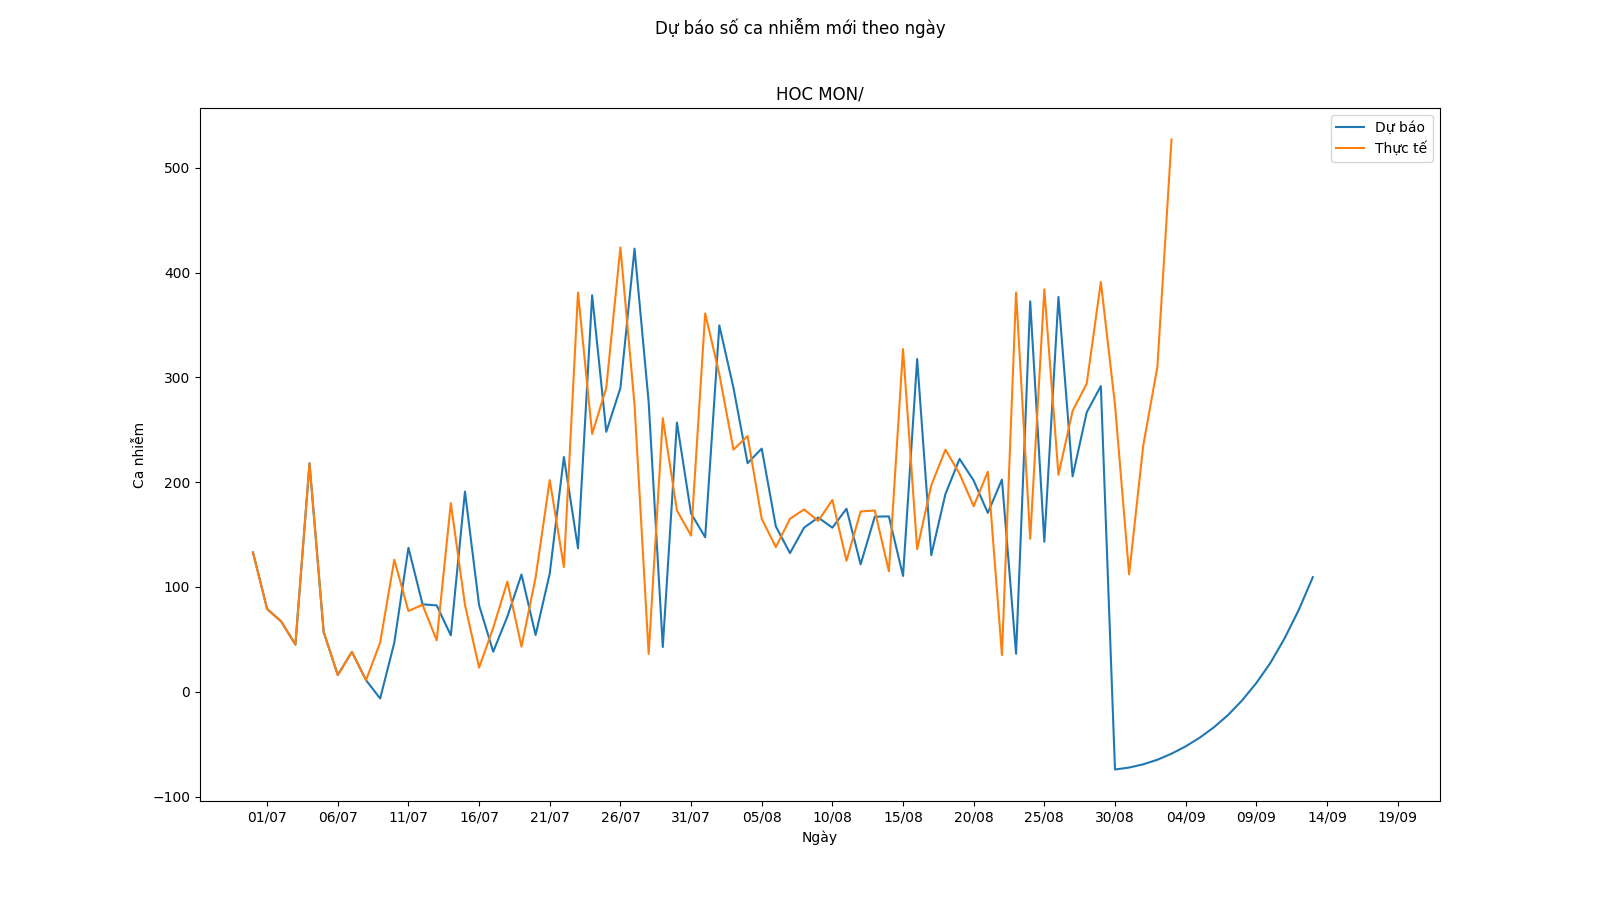 Dự báo số ca nhiễm mới theo ngày
HOC MON/
Dự báo
Thực tế
500
400
300
200
100
0
−100
Ca nhiễm
01/07 06/07 11/07 16/07 21/07 26/07 31/07 05/08 10/08 15/08 20/08 25/08 30/08 04/09 09/09 14/09 19/09
Ngày